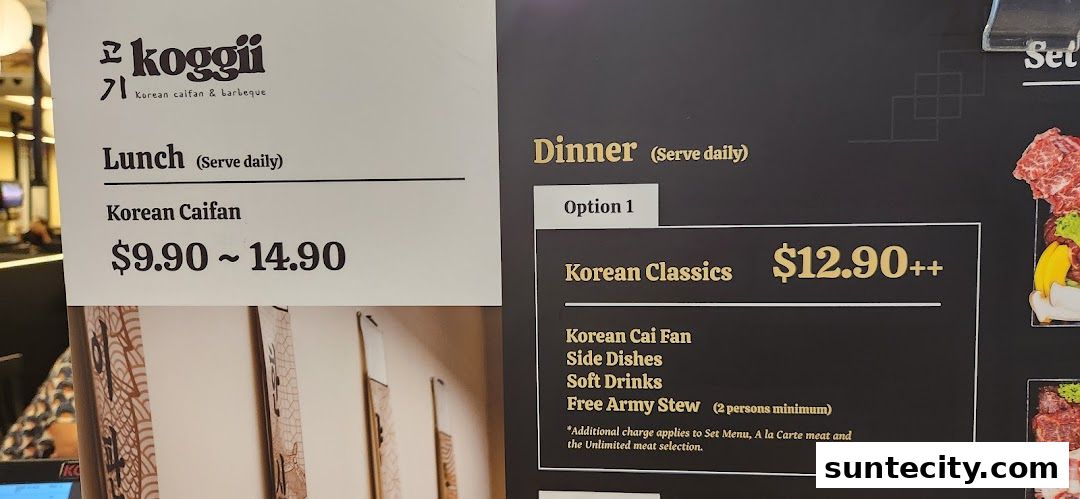 고기 koggii
Korean caifan & barbeque
Lunch (Serve daily)
Korean Caifan
$9.90 ~ 14.90
Dinner (Serve daily)
Option 1
Korean Classics $12.90++
Korean Cai Fan
Side Dishes
Soft Drinks
Free Army Stew (2 persons minimum)
*Additional charge applies to Set Menu, A la Carte meat and
the Unlimited meat selection.
Set
suntecity.com